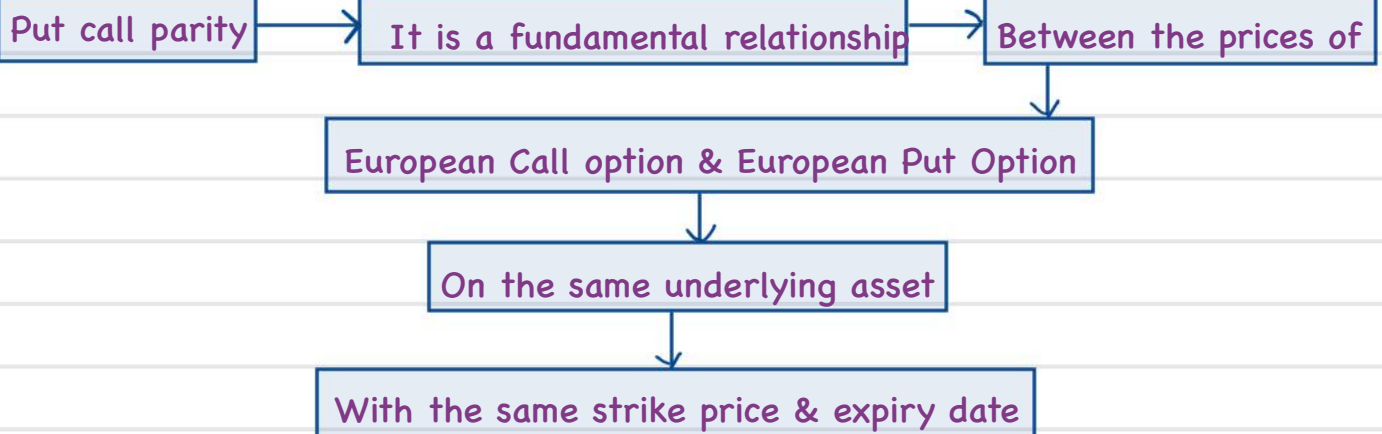 Put call parity
It is a fundamental relationship
Between the prices of
European Call option & European Put Option
On the same underlying asset
With the same strike price & expiry date